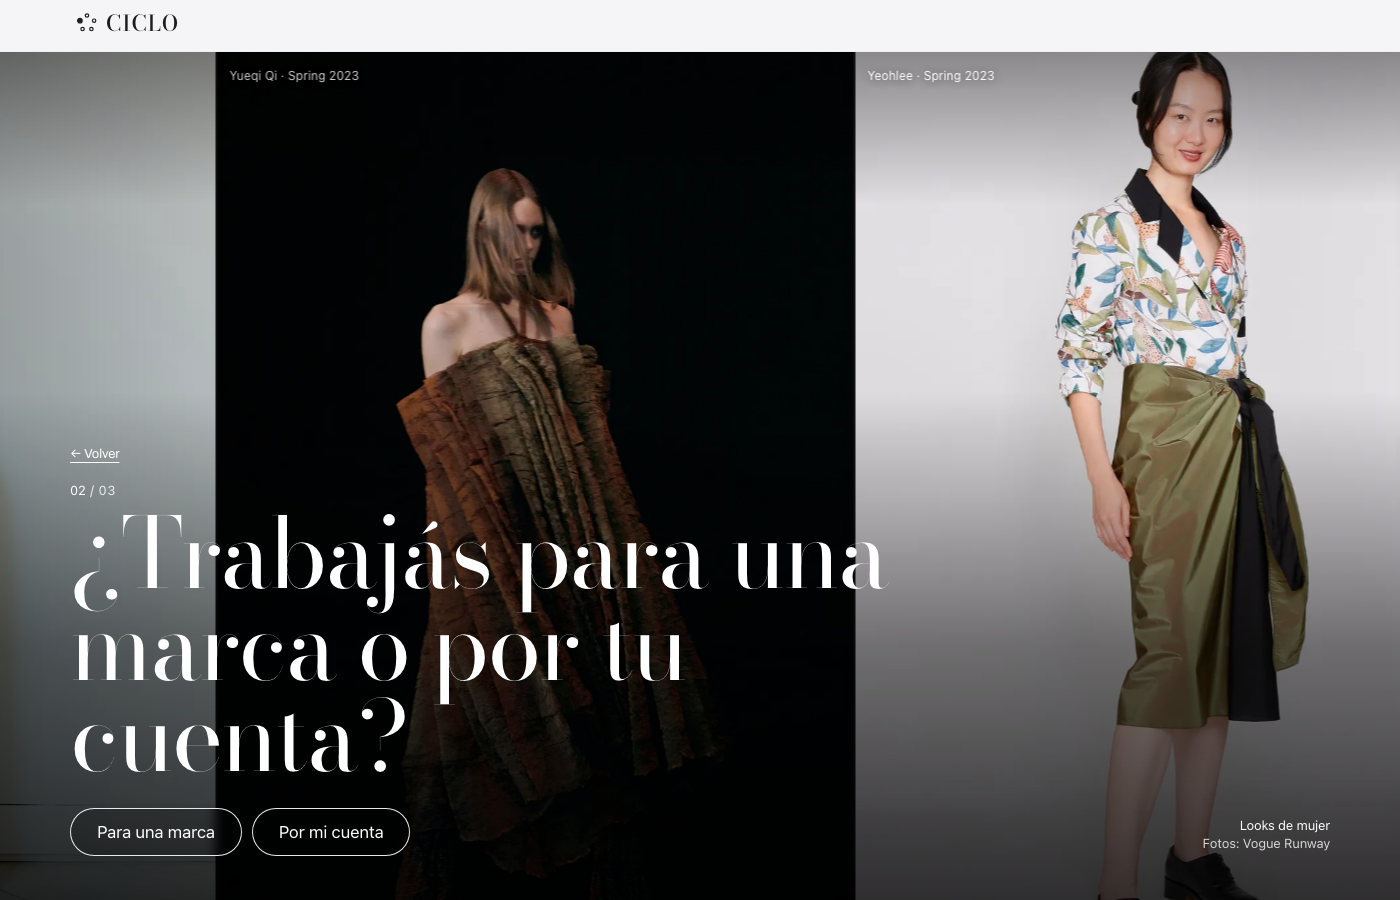 CICLO
Yueqi Qi · Spring 2023
Yeohlee · Spring 2023
← Volver
02 / 03
¿Trabajás para una
marca o por tu
cuenta?
Para una marca
Por mi cuenta
Looks de mujer
Fotos: Vogue Runway